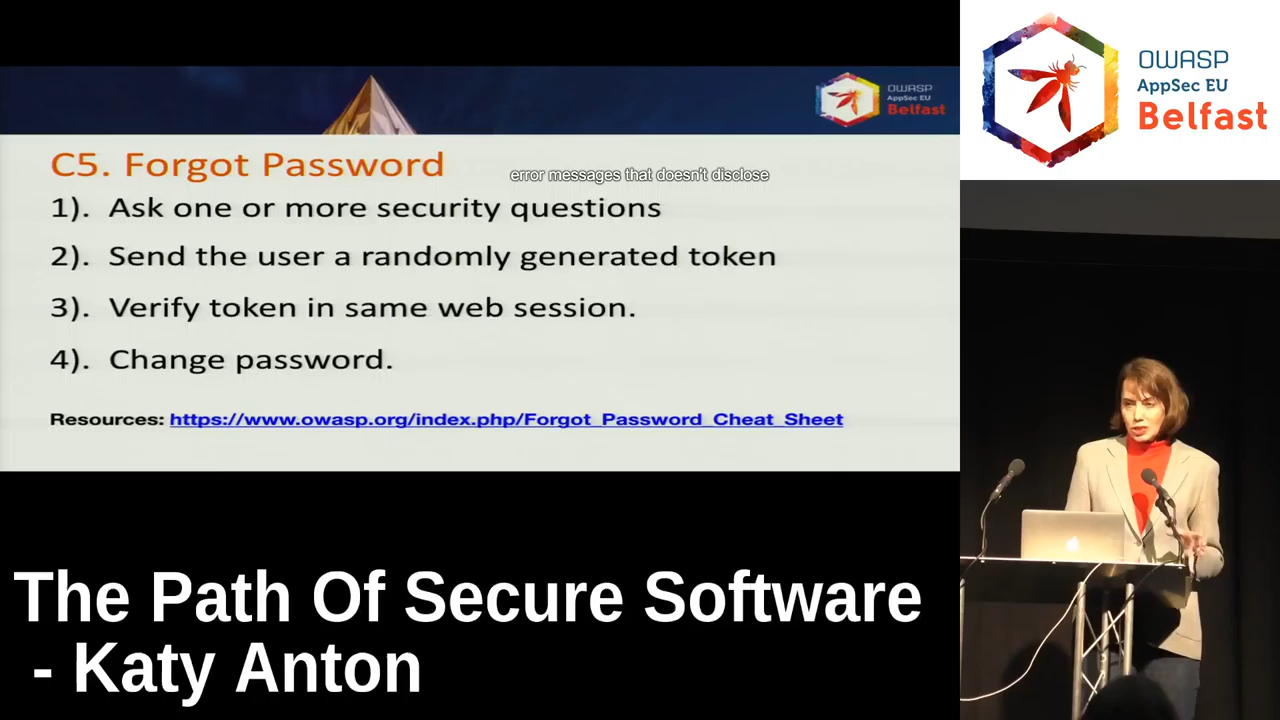 OWASP
AppSec EU
Belfast
OWASP
AppSec EU
Belfast
C5. Forgot Password
error messages that doesn't disclose
1). Ask one or more security questions
2). Send the user a randomly generated token
3). Verify token in same web session.
4). Change password.
Resources: https://www.owasp.org/index.php/Forgot_Password_Cheat_Sheet
The Path Of Secure Software
- Katy Anton